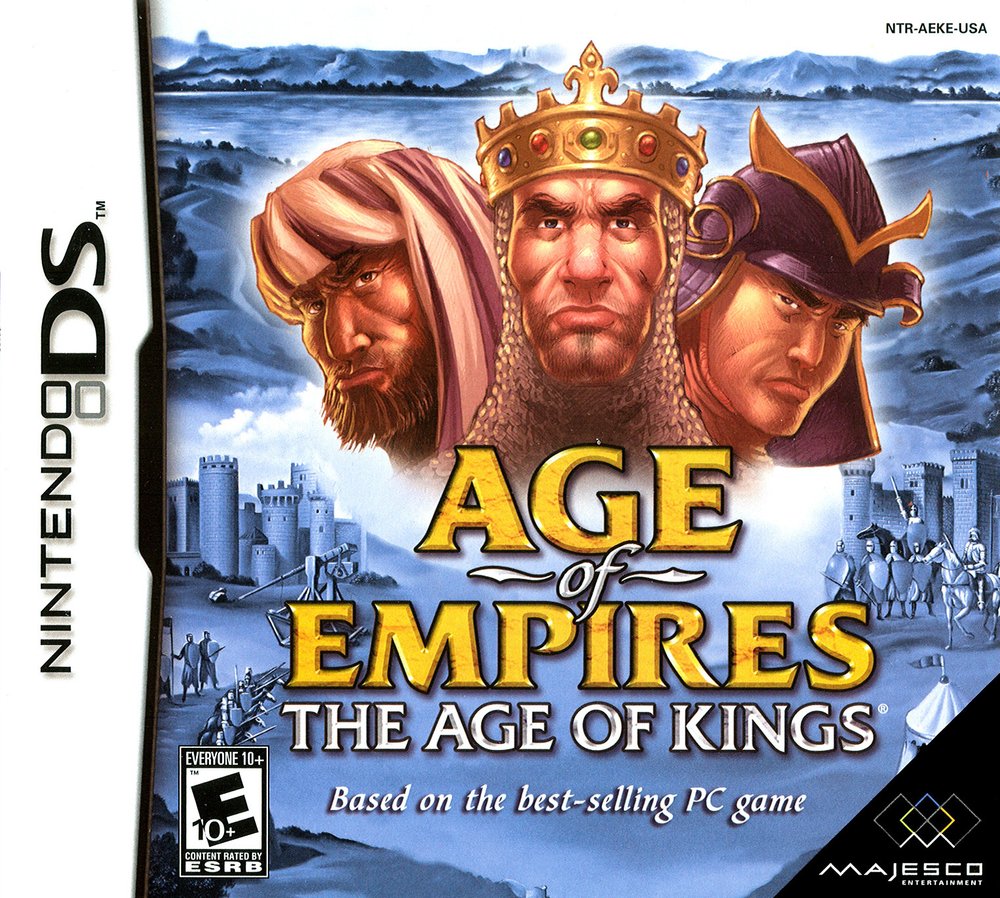 NTR-AEKE-USA
NINTENDO DS™
AGE
of
EMPIRES
THE AGE OF KINGS®
Based on the best-selling PC game
EVERYONE 10+
™
E
10+
CONTENT RATED BY
ESRB
MAJESCO
ENTERTAINMENT